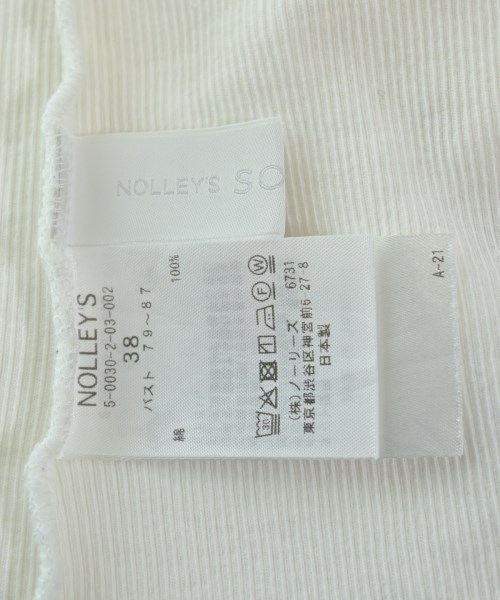 NOLLEY'S SO
NOLLEY'S
5-0030-2-03-002
38
バスト 79～87
綿 100%
30
(株)ノーリーズ 6731
東京都渋谷区神宮前6-27-8
日本製
A-21